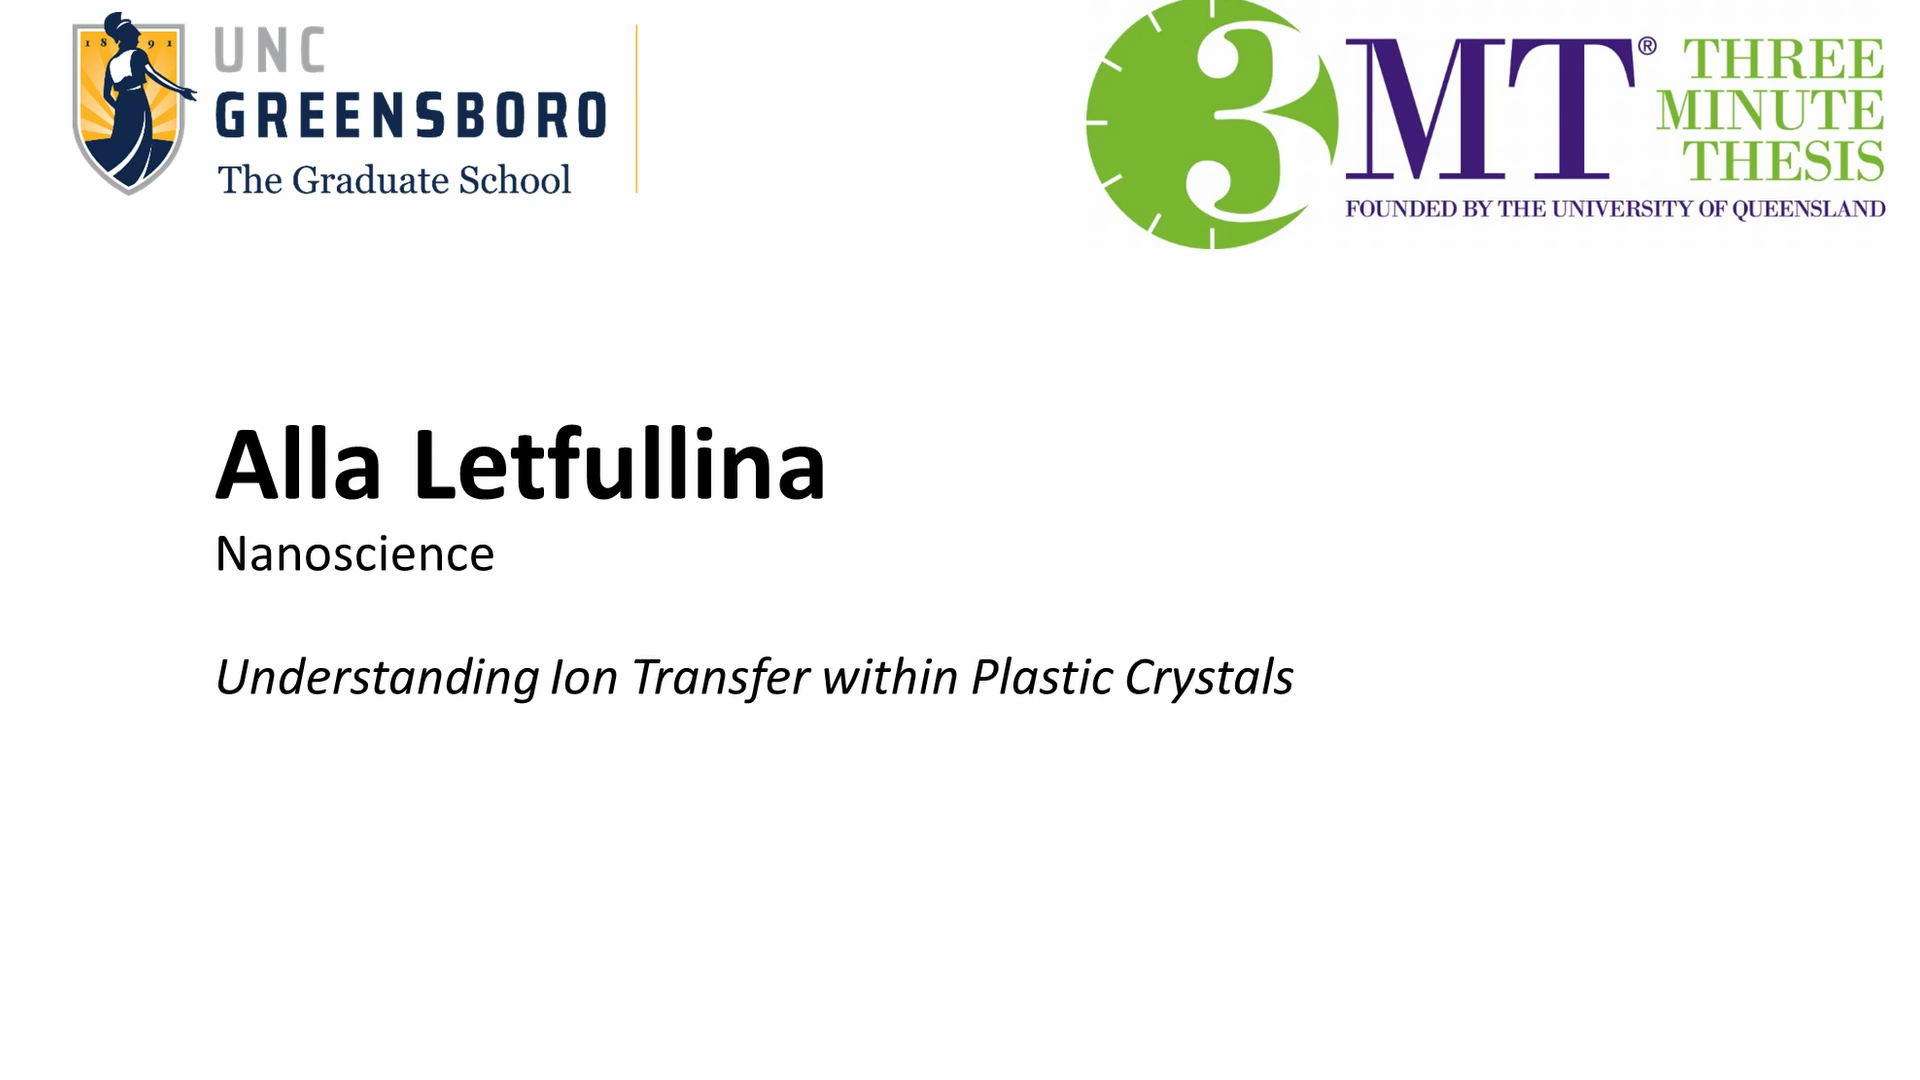 1891
UNC
GREENSBORO
The Graduate School
3MT® THREE
MINUTE
THESIS
FOUNDED BY THE UNIVERSITY OF QUEENSLAND
Alla Letfullina
Nanoscience
Understanding Ion Transfer within Plastic Crystals